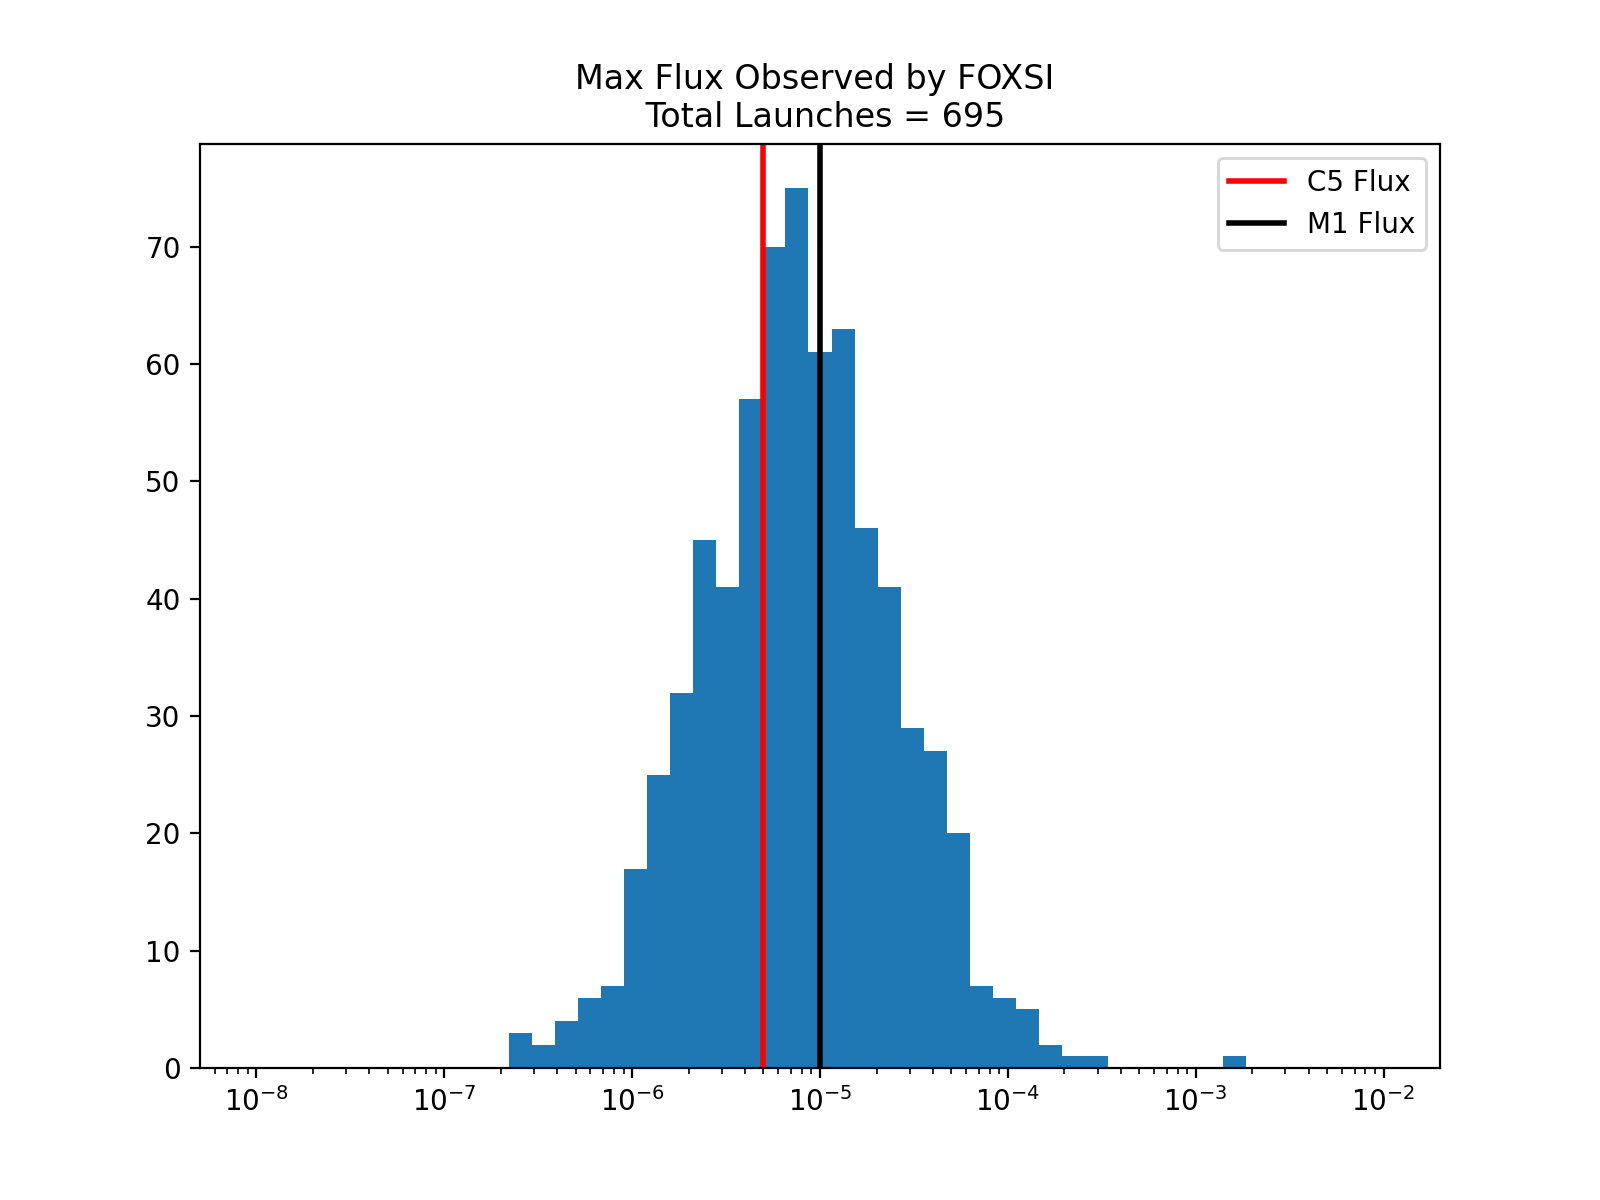 Max Flux Observed by FOXSI
Total Launches = 695
C5 Flux
M1 Flux
70
60
50
40
30
20
10
0
10⁻⁸ 10⁻⁷ 10⁻⁶ 10⁻⁵ 10⁻⁴ 10⁻³ 10⁻²